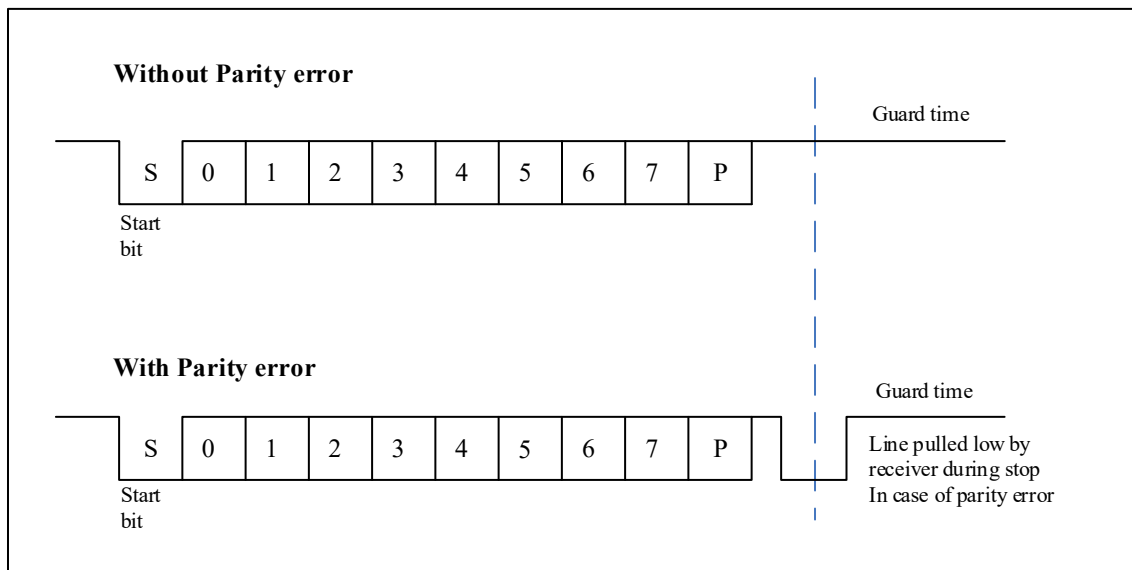 Without Parity error
Guard time
S 0 1 2 3 4 5 6 7 P
Start
bit
With Parity error
Guard time
S 0 1 2 3 4 5 6 7 P
Line pulled low by
receiver during stop
In case of parity error
Start
bit